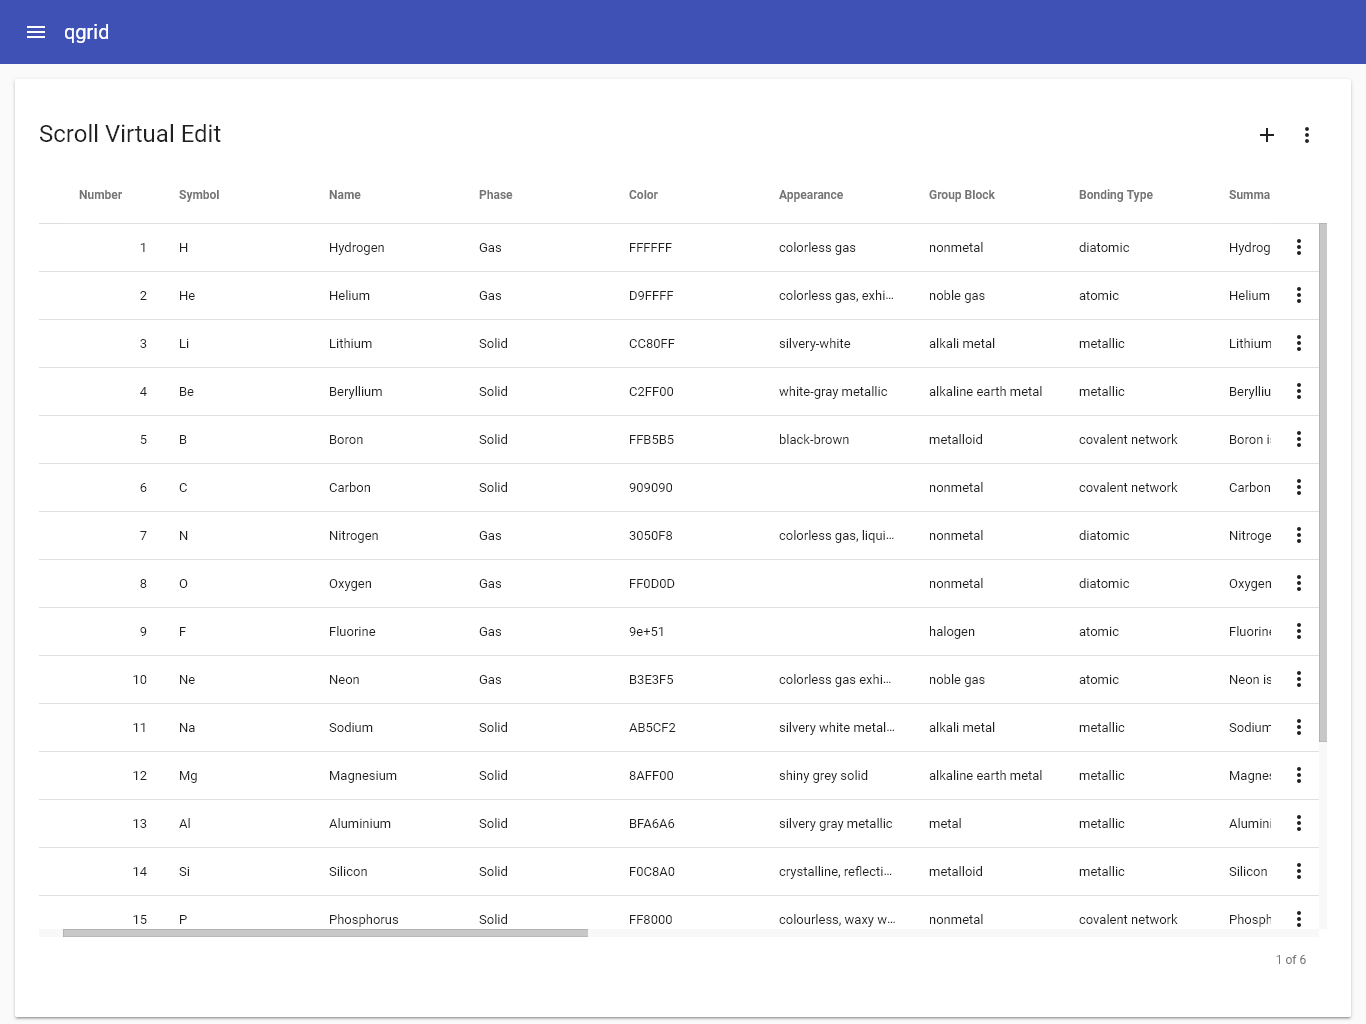 qgrid
Scroll Virtual Edit
Number Symbol Name Phase Color Appearance Group Block Bonding Type Summa
1 H Hydrogen Gas FFFFFF colorless gas nonmetal diatomic Hydrog
2 He Helium Gas D9FFFF colorless gas, exhi... noble gas atomic Helium
3 Li Lithium Solid CC80FF silvery-white alkali metal metallic Lithium
4 Be Beryllium Solid C2FF00 white-gray metallic alkaline earth metal metallic Berylliu
5 B Boron Solid FFB5B5 black-brown metalloid covalent network Boron i
6 C Carbon Solid 909090 nonmetal covalent network Carbon
7 N Nitrogen Gas 3050F8 colorless gas, liqui... nonmetal diatomic Nitroge
8 O Oxygen Gas FF0D0D nonmetal diatomic Oxygen
9 F Fluorine Gas 9e+51 halogen atomic Fluorine
10 Ne Neon Gas B3E3F5 colorless gas exhi... noble gas atomic Neon is
11 Na Sodium Solid AB5CF2 silvery white metal... alkali metal metallic Sodium
12 Mg Magnesium Solid 8AFF00 shiny grey solid alkaline earth metal metallic Magnes
13 Al Aluminium Solid BFA6A6 silvery gray metallic metal metallic Alumini
14 Si Silicon Solid F0C8A0 crystalline, reflecti... metalloid metallic Silicon
15 P Phosphorus Solid FF8000 colourless, waxy w... nonmetal covalent network Phosph
1 of 6